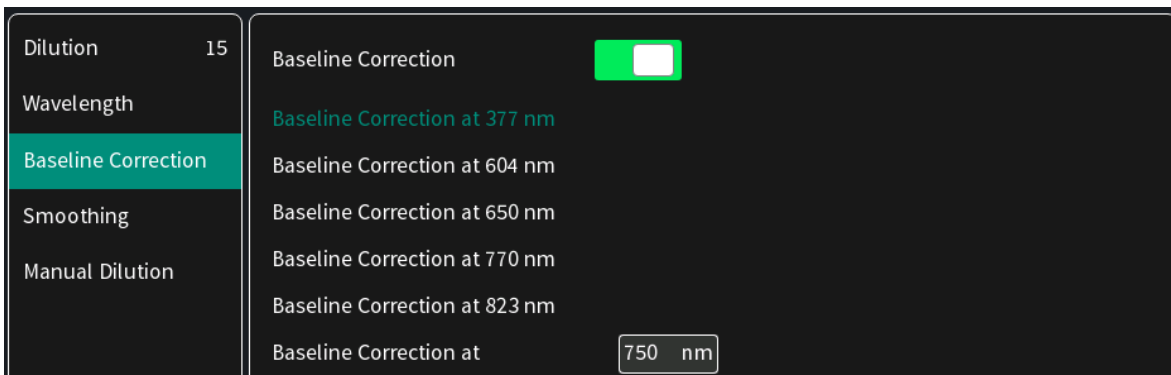 Dilution 15
Wavelength
Baseline Correction
Smoothing
Manual Dilution
Baseline Correction
Baseline Correction at 377 nm
Baseline Correction at 604 nm
Baseline Correction at 650 nm
Baseline Correction at 770 nm
Baseline Correction at 823 nm
Baseline Correction at 750 nm